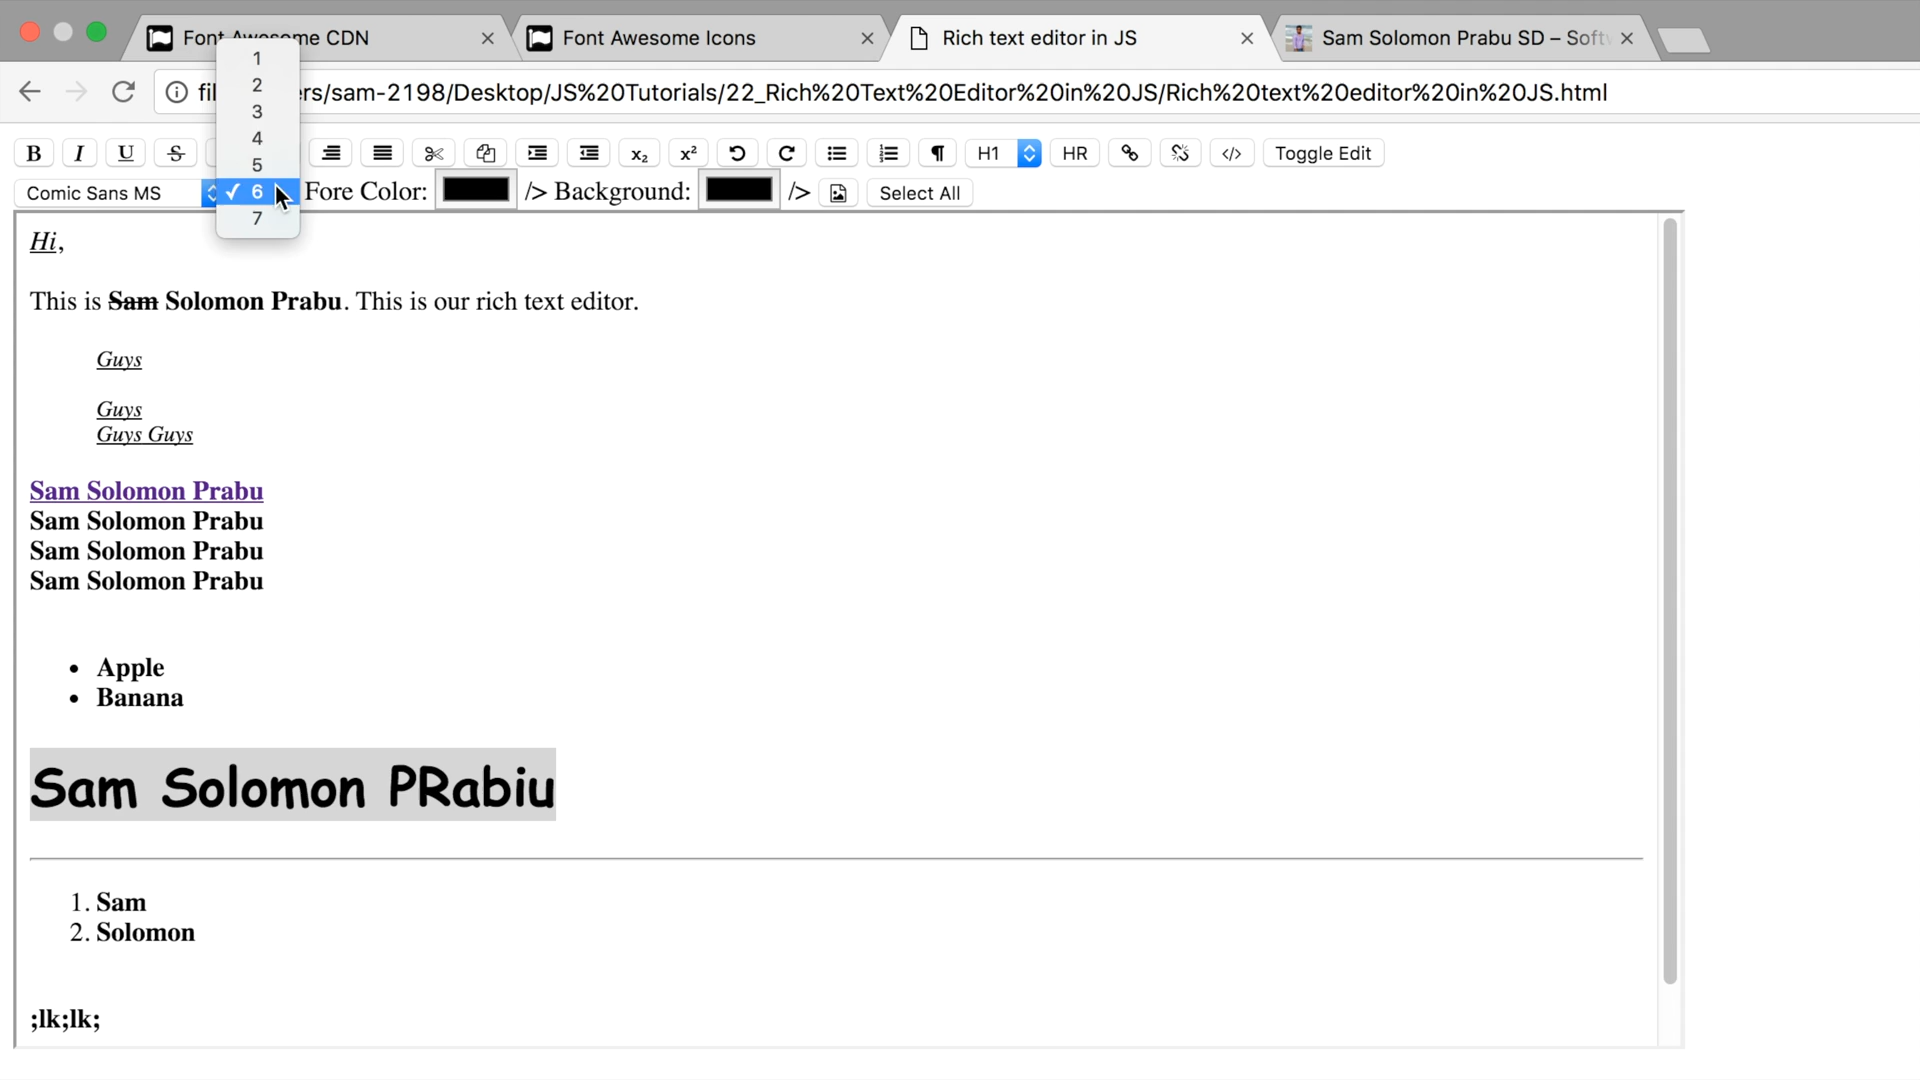 Font Awesome CDN
Font Awesome Icons
Rich text editor in JS
Sam Solomon Prabu SD – Softw
rs/sam-2198/Desktop/JS%20Tutorials/22_Rich%20Text%20Editor%20in%20JS/Rich%20text%20editor%20in%20JS.html
1
2
3
4
5
✓ 6
7
B I U S x₂ x² ¶ H1 HR </> Toggle Edit
Comic Sans MS Fore Color: /> Background: /> Select All
Hi,
This is Sam Solomon Prabu. This is our rich text editor.
Guys
Guys
Guys Guys
Sam Solomon Prabu
Sam Solomon Prabu
Sam Solomon Prabu
Sam Solomon Prabu
• Apple
• Banana
Sam Solomon PRabiu
1. Sam
2. Solomon
;lk;lk;